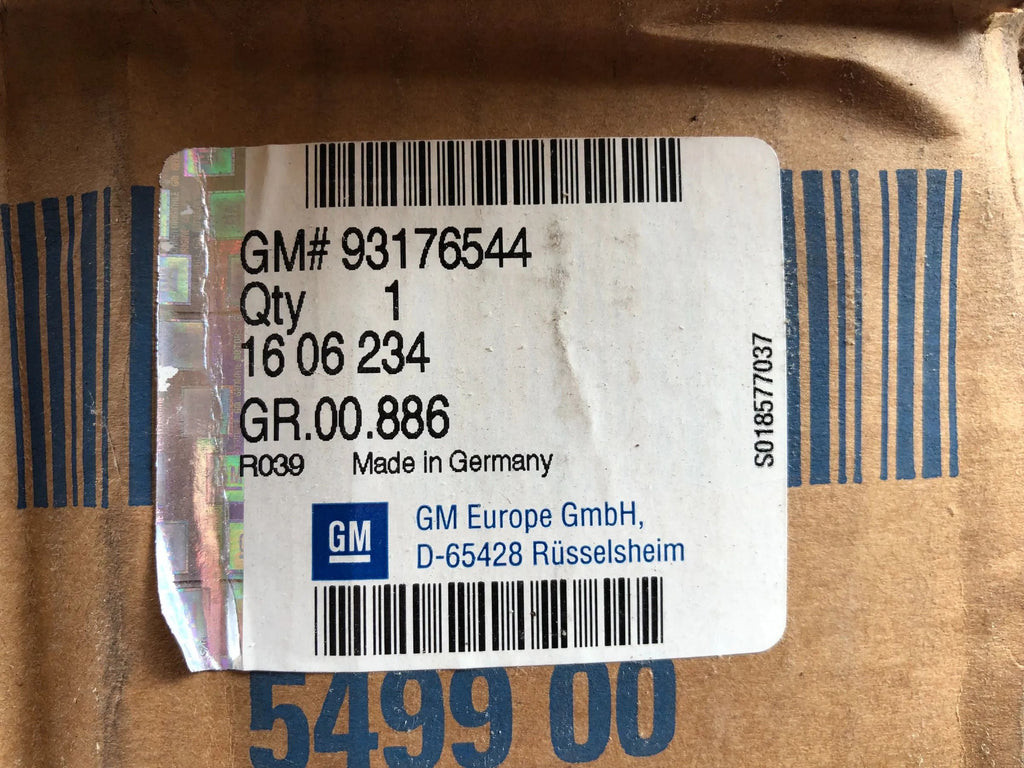 GM# 93176544
Qty 1
16 06 234
GR.00.886
R039 Made in Germany
S018577037
GM
GM Europe GmbH,
D-65428 Rüsselsheim
5499 00